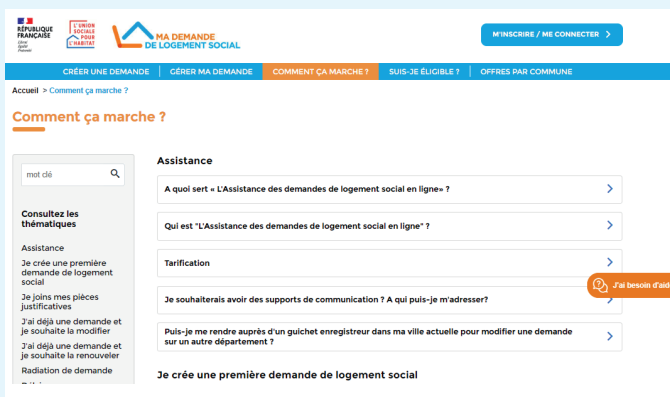 RÉPUBLIQUE
FRANÇAISE
Liberté
Égalité
Fraternité
L'UNION
SOCIALE
POUR
L'HABITAT
MA DEMANDE
DE LOGEMENT SOCIAL
M'INSCRIRE / ME CONNECTER
CRÉER UNE DEMANDE
GÉRER MA DEMANDE
COMMENT ÇA MARCHE ?
SUIS-JE ÉLIGIBLE ?
OFFRES PAR COMMUNE
Accueil > Comment ça marche ?
Comment ça marche ?
mot clé
Consultez les
thématiques
Assistance
Je crée une première
demande de logement
social
Je joins mes pièces
justificatives
J'ai déjà une demande et
je souhaite la modifier
J'ai déjà une demande et
je souhaite la renouveler
Radiation de demande
Assistance
A quoi sert « L'Assistance des demandes de logement social en ligne» ?
Qui est "L'Assistance des demandes de logement social en ligne" ?
Tarification
Je souhaiterais avoir des supports de communication ? A qui puis-je m'adresser?
Puis-je me rendre auprès d'un guichet enregistreur dans ma ville actuelle pour modifier une demande
sur un autre département ?
Je crée une première demande de logement social
J'ai besoin d'aide